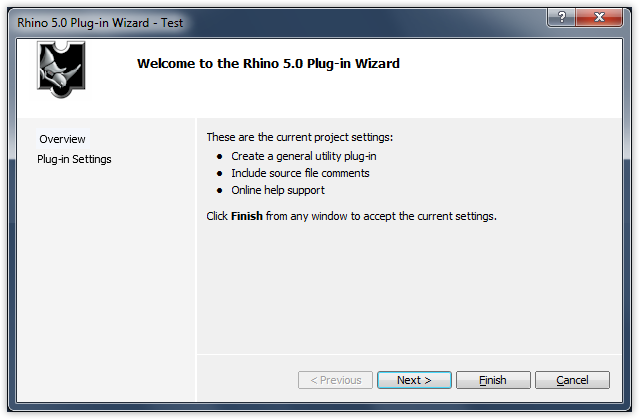 Rhino 5.0 Plug-in Wizard - Test
?
Welcome to the Rhino 5.0 Plug-in Wizard
Overview
Plug-in Settings
These are the current project settings:
• Create a general utility plug-in
• Include source file comments
• Online help support
Click Finish from any window to accept the current settings.
< Previous
Next >
Finish
Cancel